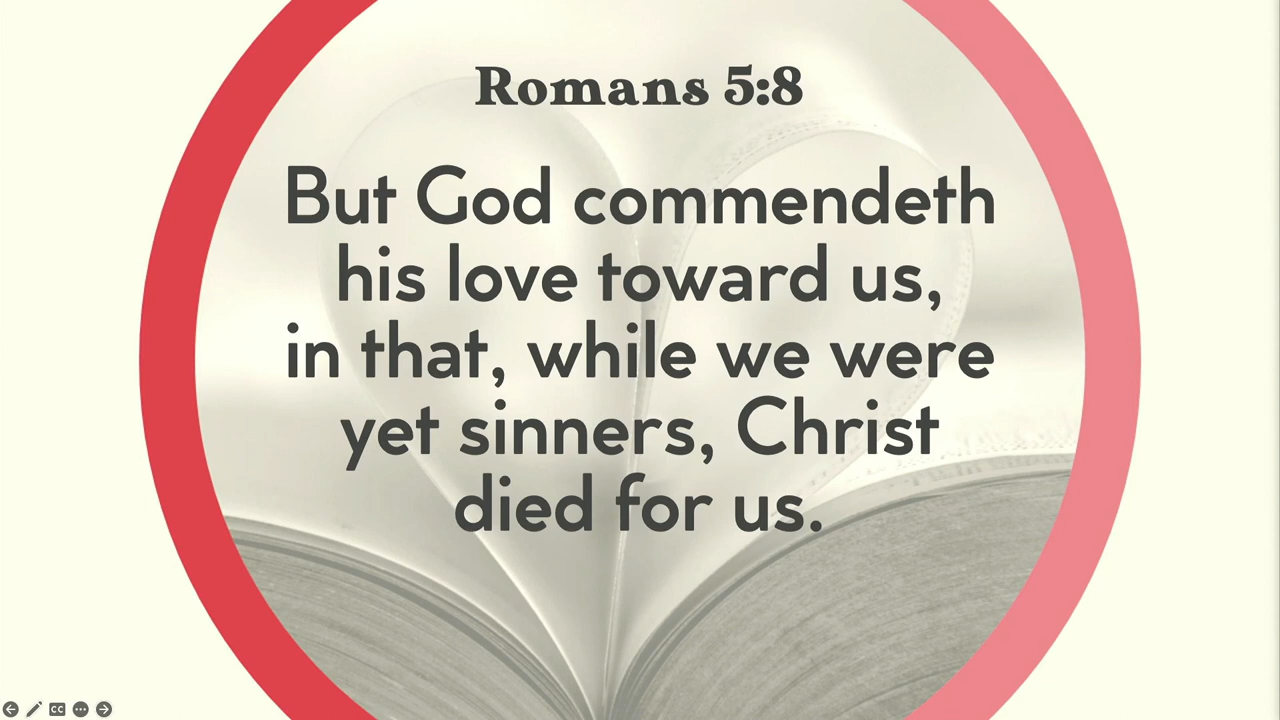 Romans 5:8
But God commendeth
his love toward us,
in that, while we were
yet sinners, Christ
died for us.
CC